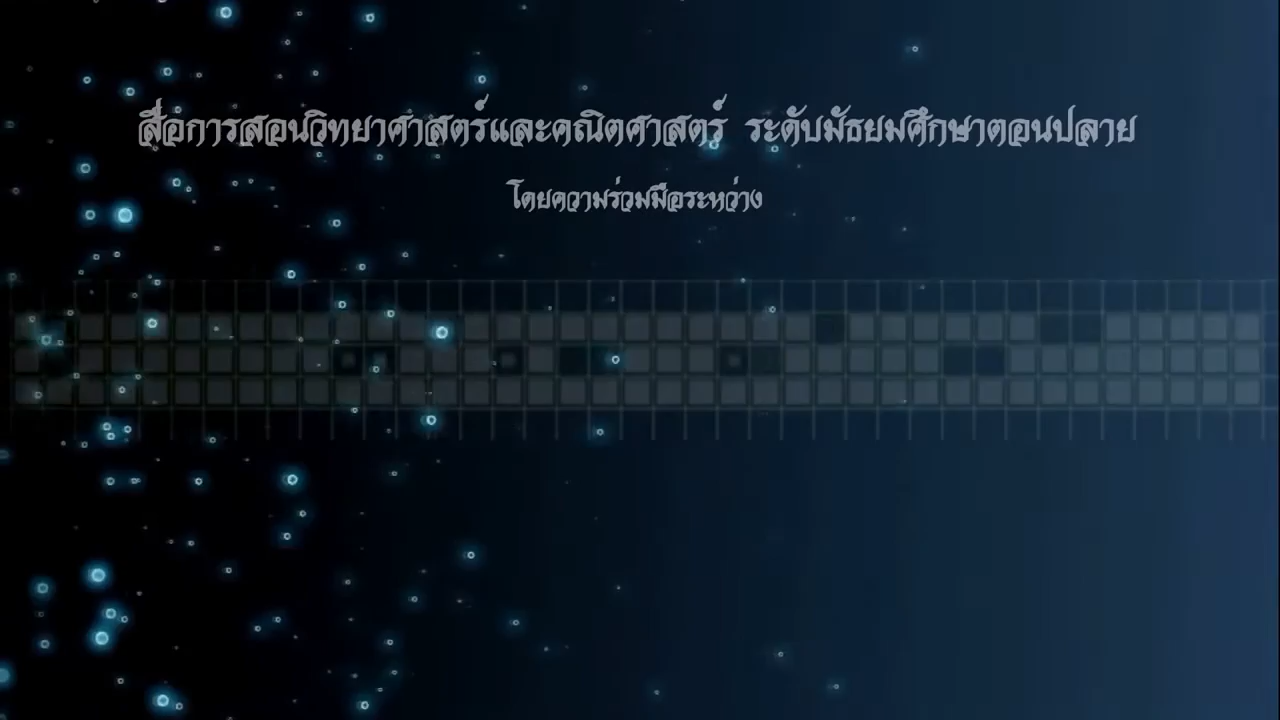 สื่อการสอนวิทยาศาสตร์และคณิตศาสตร์ ระดับมัธยมศึกษาตอนปลาย
โดยความร่วมมือระหว่าง